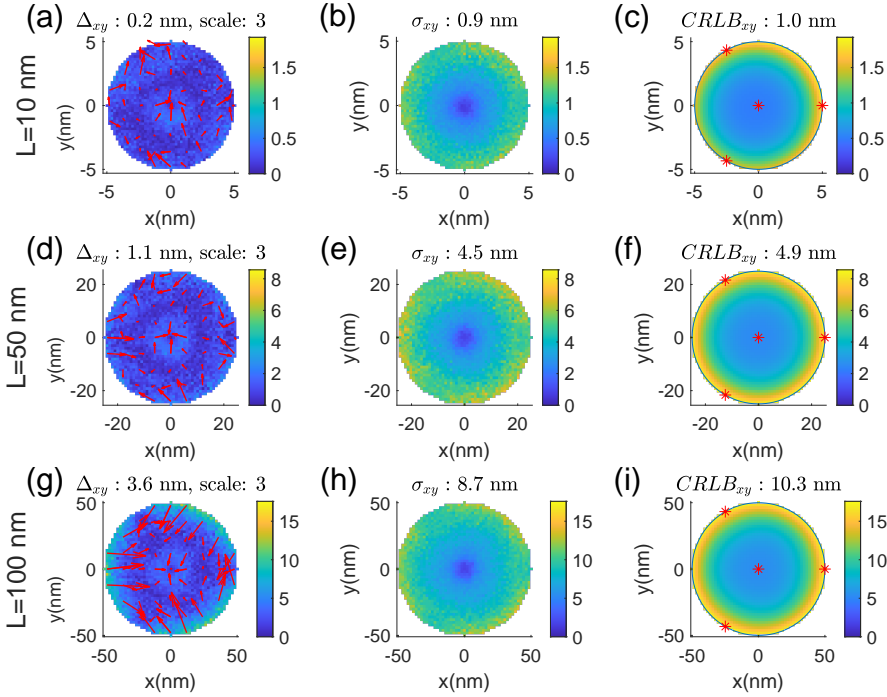 (a) Δxy : 0.2 nm, scale: 3
(b) σxy : 0.9 nm
(c) CRLBxy : 1.0 nm
L=10 nm
y(nm)
5
0
-5
-5 0 5
x(nm)
1.5
1
0.5
0
y(nm)
5
0
-5
-5 0 5
x(nm)
1.5
1
0.5
0
y(nm)
5
0
-5
-5 0 5
x(nm)
1.5
1
0.5
0
(d) Δxy : 1.1 nm, scale: 3
(e) σxy : 4.5 nm
(f) CRLBxy : 4.9 nm
L=50 nm
y(nm)
20
0
-20
-20 0 20
x(nm)
8
6
4
2
0
y(nm)
20
0
-20
-20 0 20
x(nm)
8
6
4
2
0
y(nm)
20
0
-20
-20 0 20
x(nm)
8
6
4
2
0
(g) Δxy : 3.6 nm, scale: 3
(h) σxy : 8.7 nm
(i) CRLBxy : 10.3 nm
L=100 nm
y(nm)
50
0
-50
-50 0 50
x(nm)
15
10
5
0
y(nm)
50
0
-50
-50 0 50
x(nm)
15
10
5
0
y(nm)
50
0
-50
-50 0 50
x(nm)
15
10
5
0